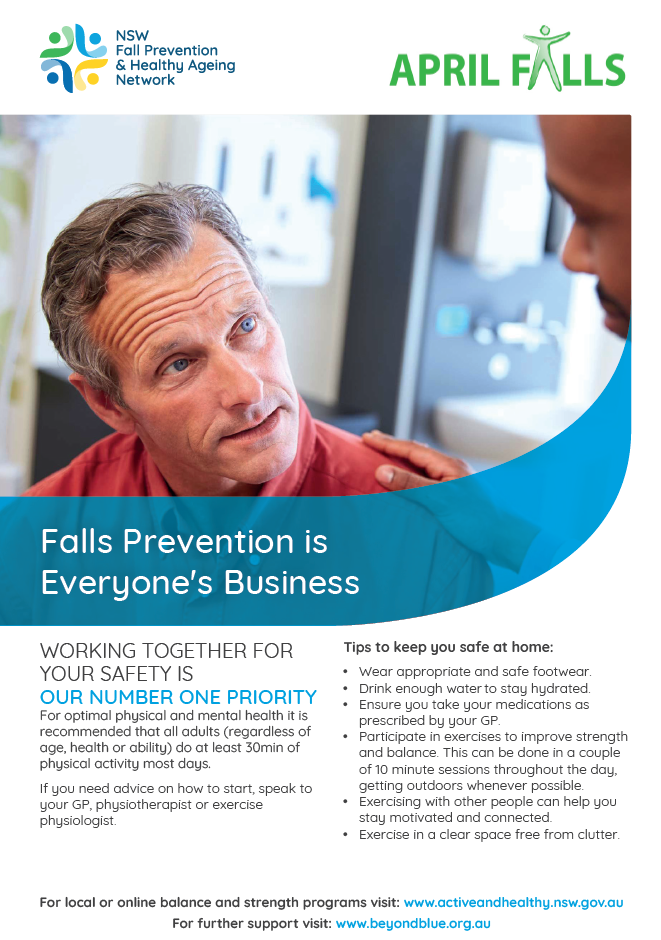 NSW
Fall Prevention
& Healthy Ageing
Network
APRIL FALLS
Falls Prevention is
Everyone's Business
WORKING TOGETHER FOR
YOUR SAFETY IS
OUR NUMBER ONE PRIORITY
For optimal physical and mental health it is
recommended that all adults (regardless of
age, health or ability) do at least 30min of
physical activity most days.
If you need advice on how to start, speak to
your GP, physiotherapist or exercise
physiologist.
Tips to keep you safe at home:
• Wear appropriate and safe footwear.
• Drink enough water to stay hydrated.
• Ensure you take your medications as
prescribed by your GP.
• Participate in exercises to improve strength
and balance. This can be done in a couple
of 10 minute sessions throughout the day,
getting outdoors whenever possible.
• Exercising with other people can help you
stay motivated and connected.
• Exercise in a clear space free from clutter.
For local or online balance and strength programs visit: www.activeandhealthy.nsw.gov.au
For further support visit: www.beyondblue.org.au